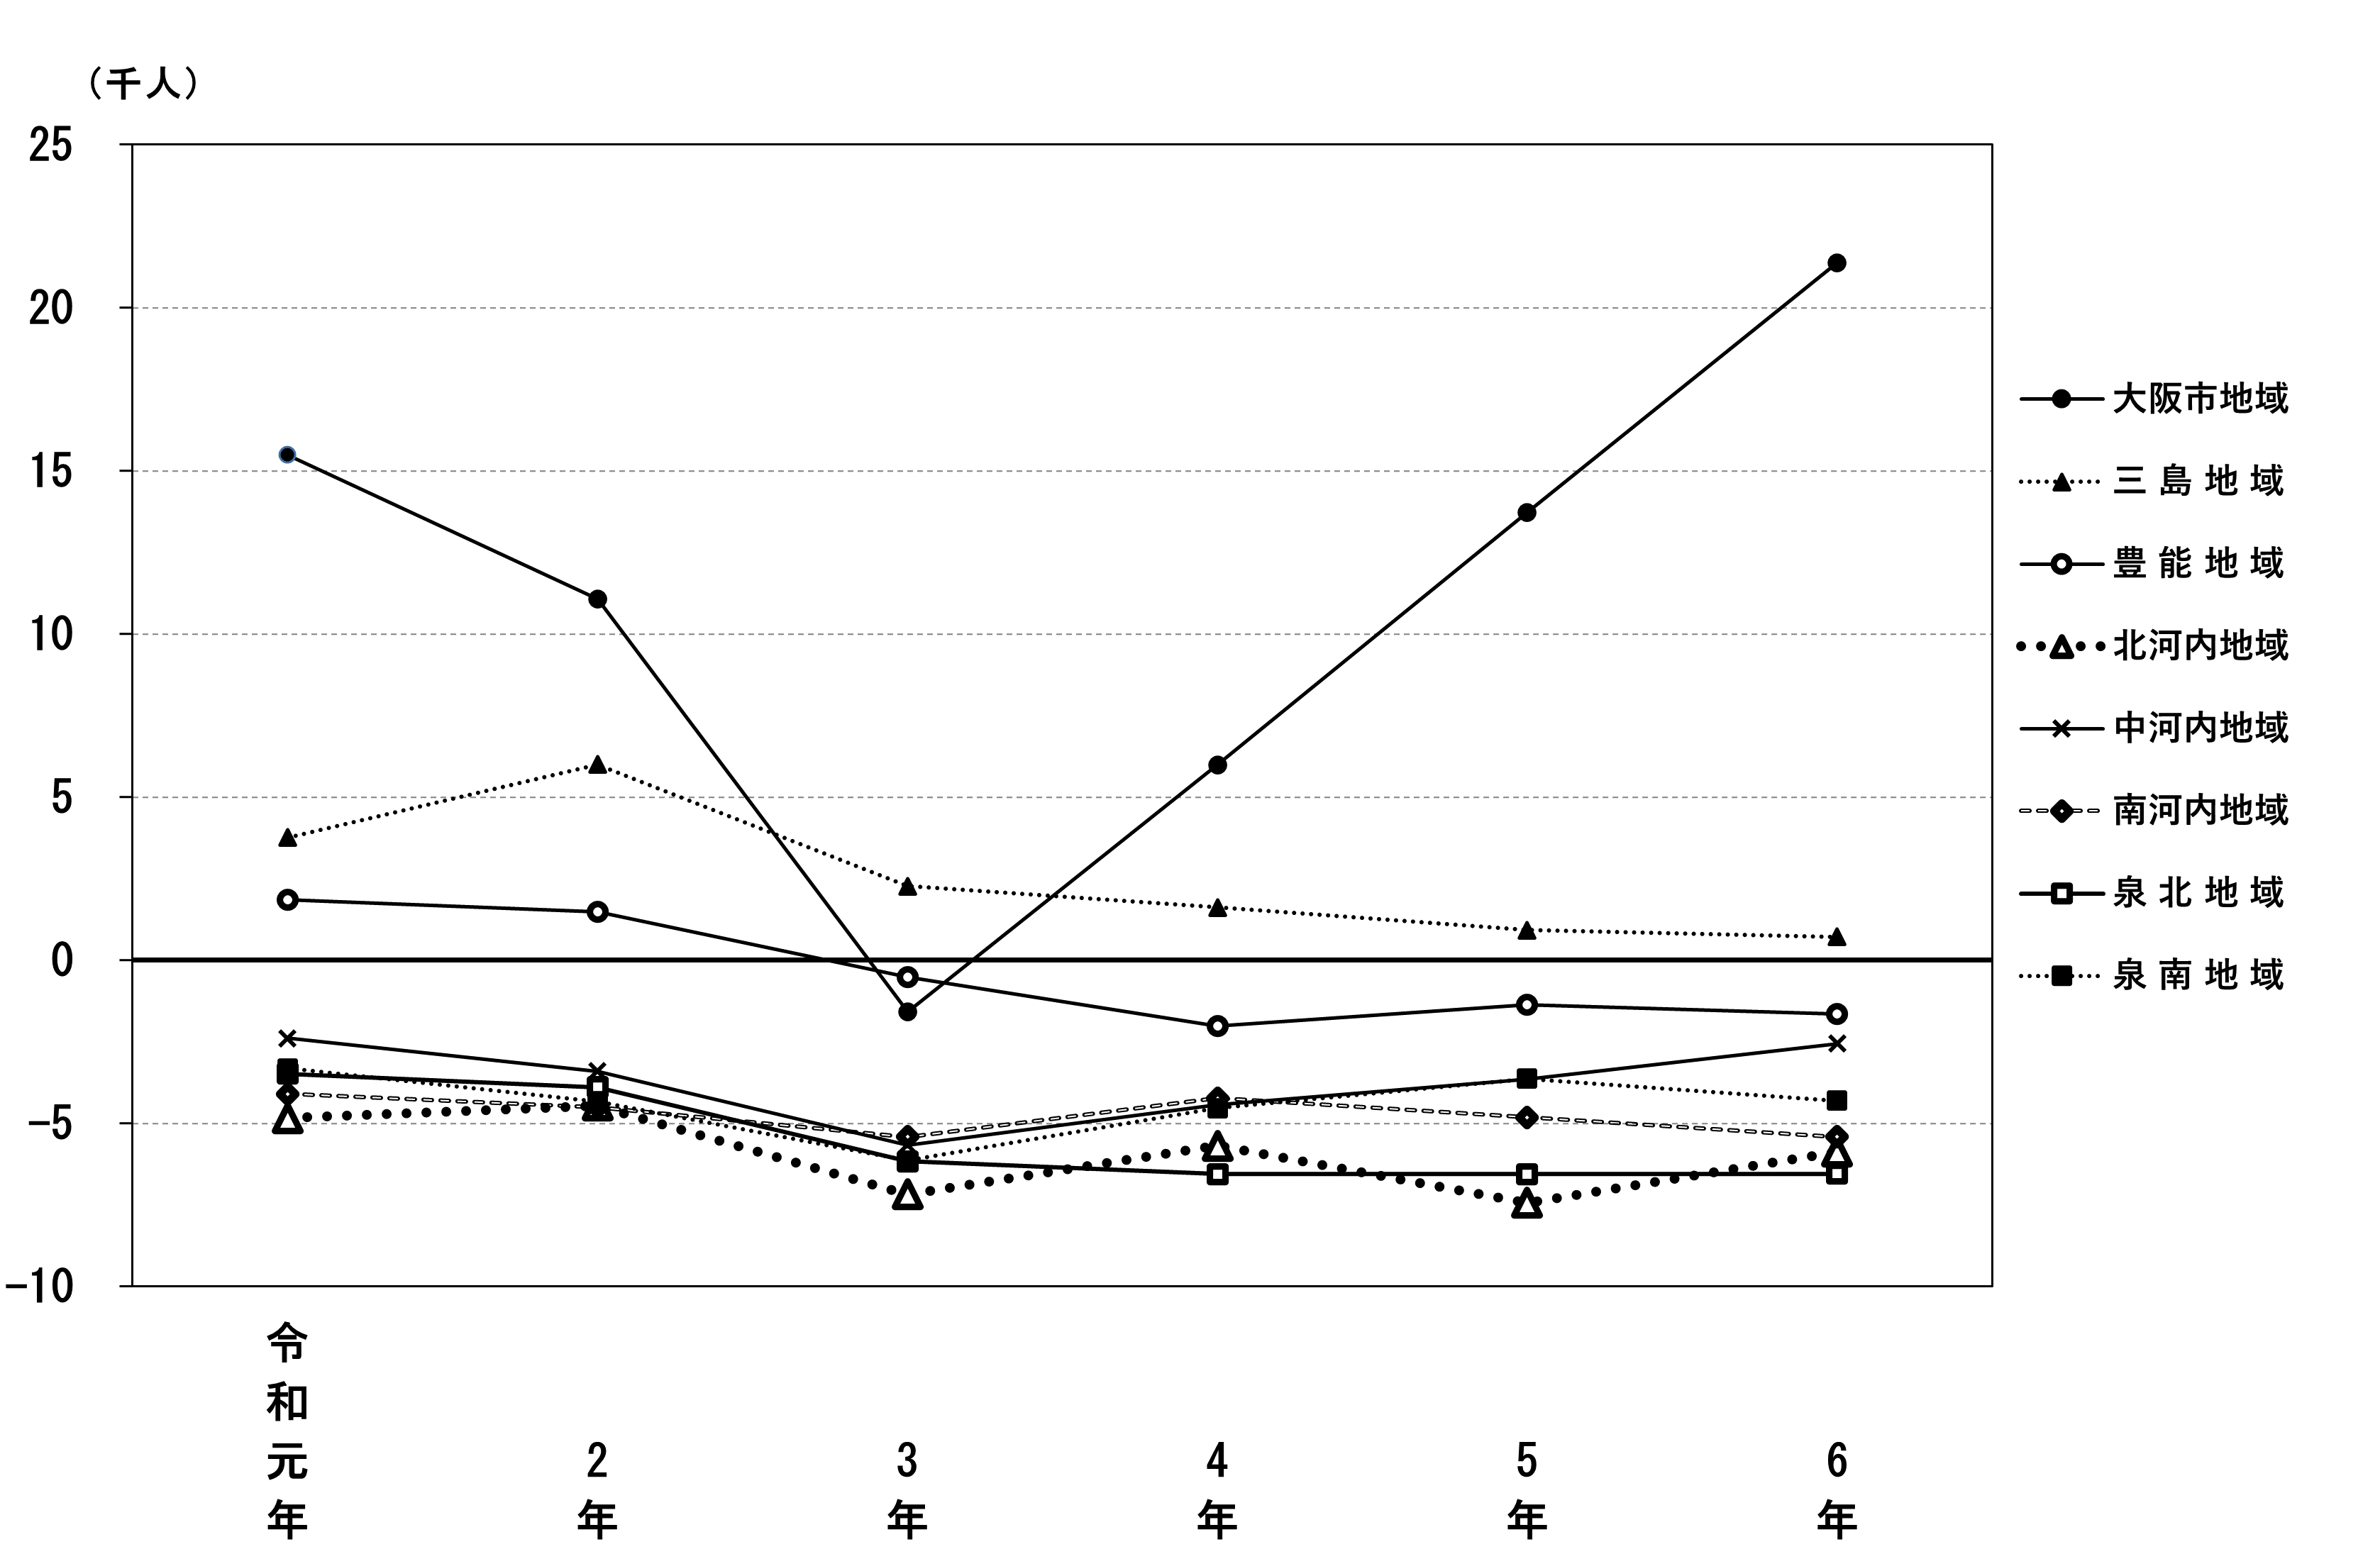 （千人）
25
20
15
10
5
0
−5
−10
令和元年
2年
3年
4年
5年
6年
大阪市地域
三島地域
豊能地域
北河内地域
中河内地域
南河内地域
泉北地域
泉南地域